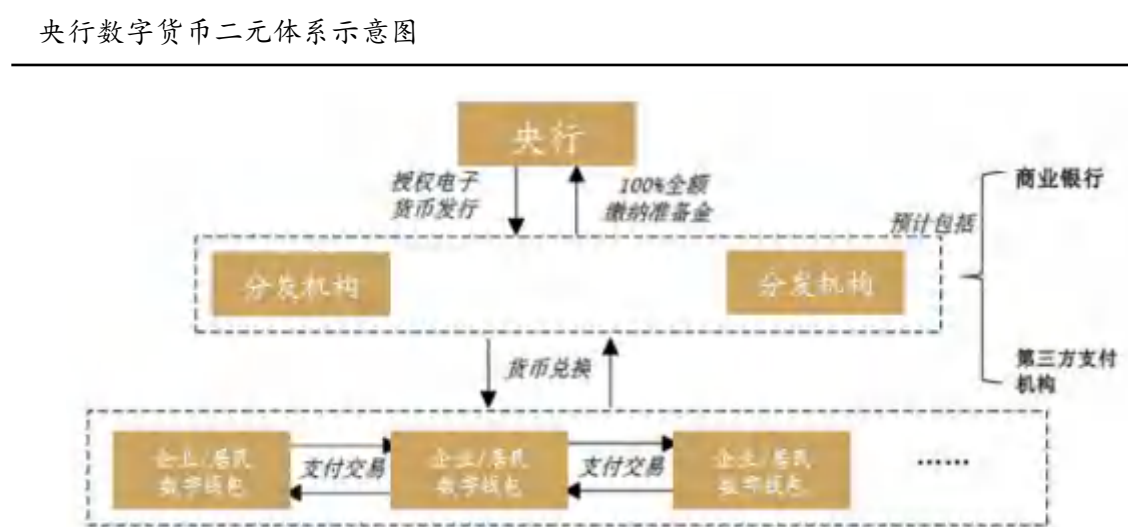 央行数字货币二元体系示意图
央行
授权电子
货币发行
100%全额
缴纳准备金
商业银行
预计包括
分发机构
分发机构
货币兑换
第三方支付
机构
企业/居民
数字钱包
支付交易
企业/居民
数字钱包
支付交易
企业/居民
数字钱包
……